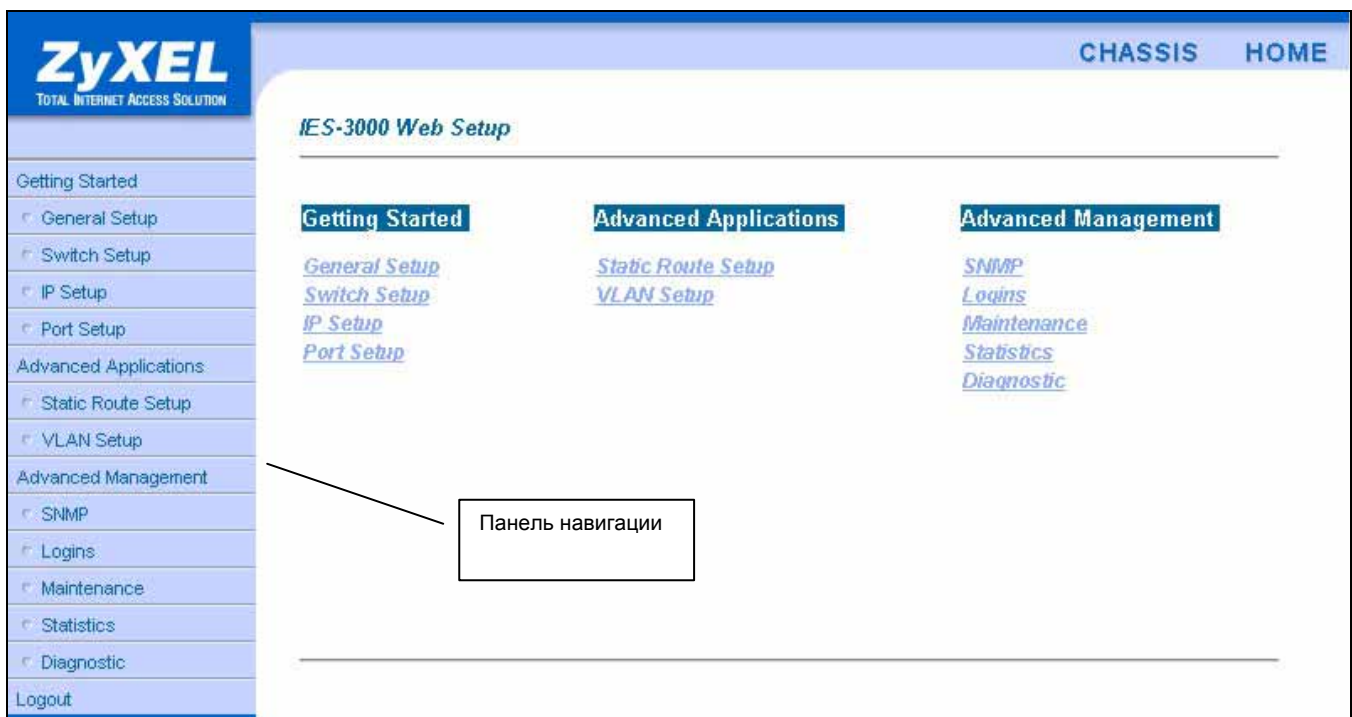 ZyXEL
TOTAL INTERNET ACCESS SOLUTION
CHASSIS HOME
IES-3000 Web Setup
Getting Started
General Setup
Switch Setup
IP Setup
Port Setup
Advanced Applications
Static Route Setup
VLAN Setup
Advanced Management
SNMP
Logins
Maintenance
Statistics
Diagnostic
Logout
Getting Started
General Setup
Switch Setup
IP Setup
Port Setup
Advanced Applications
Static Route Setup
VLAN Setup
Advanced Management
SNMP
Logins
Maintenance
Statistics
Diagnostic
Панель навигации